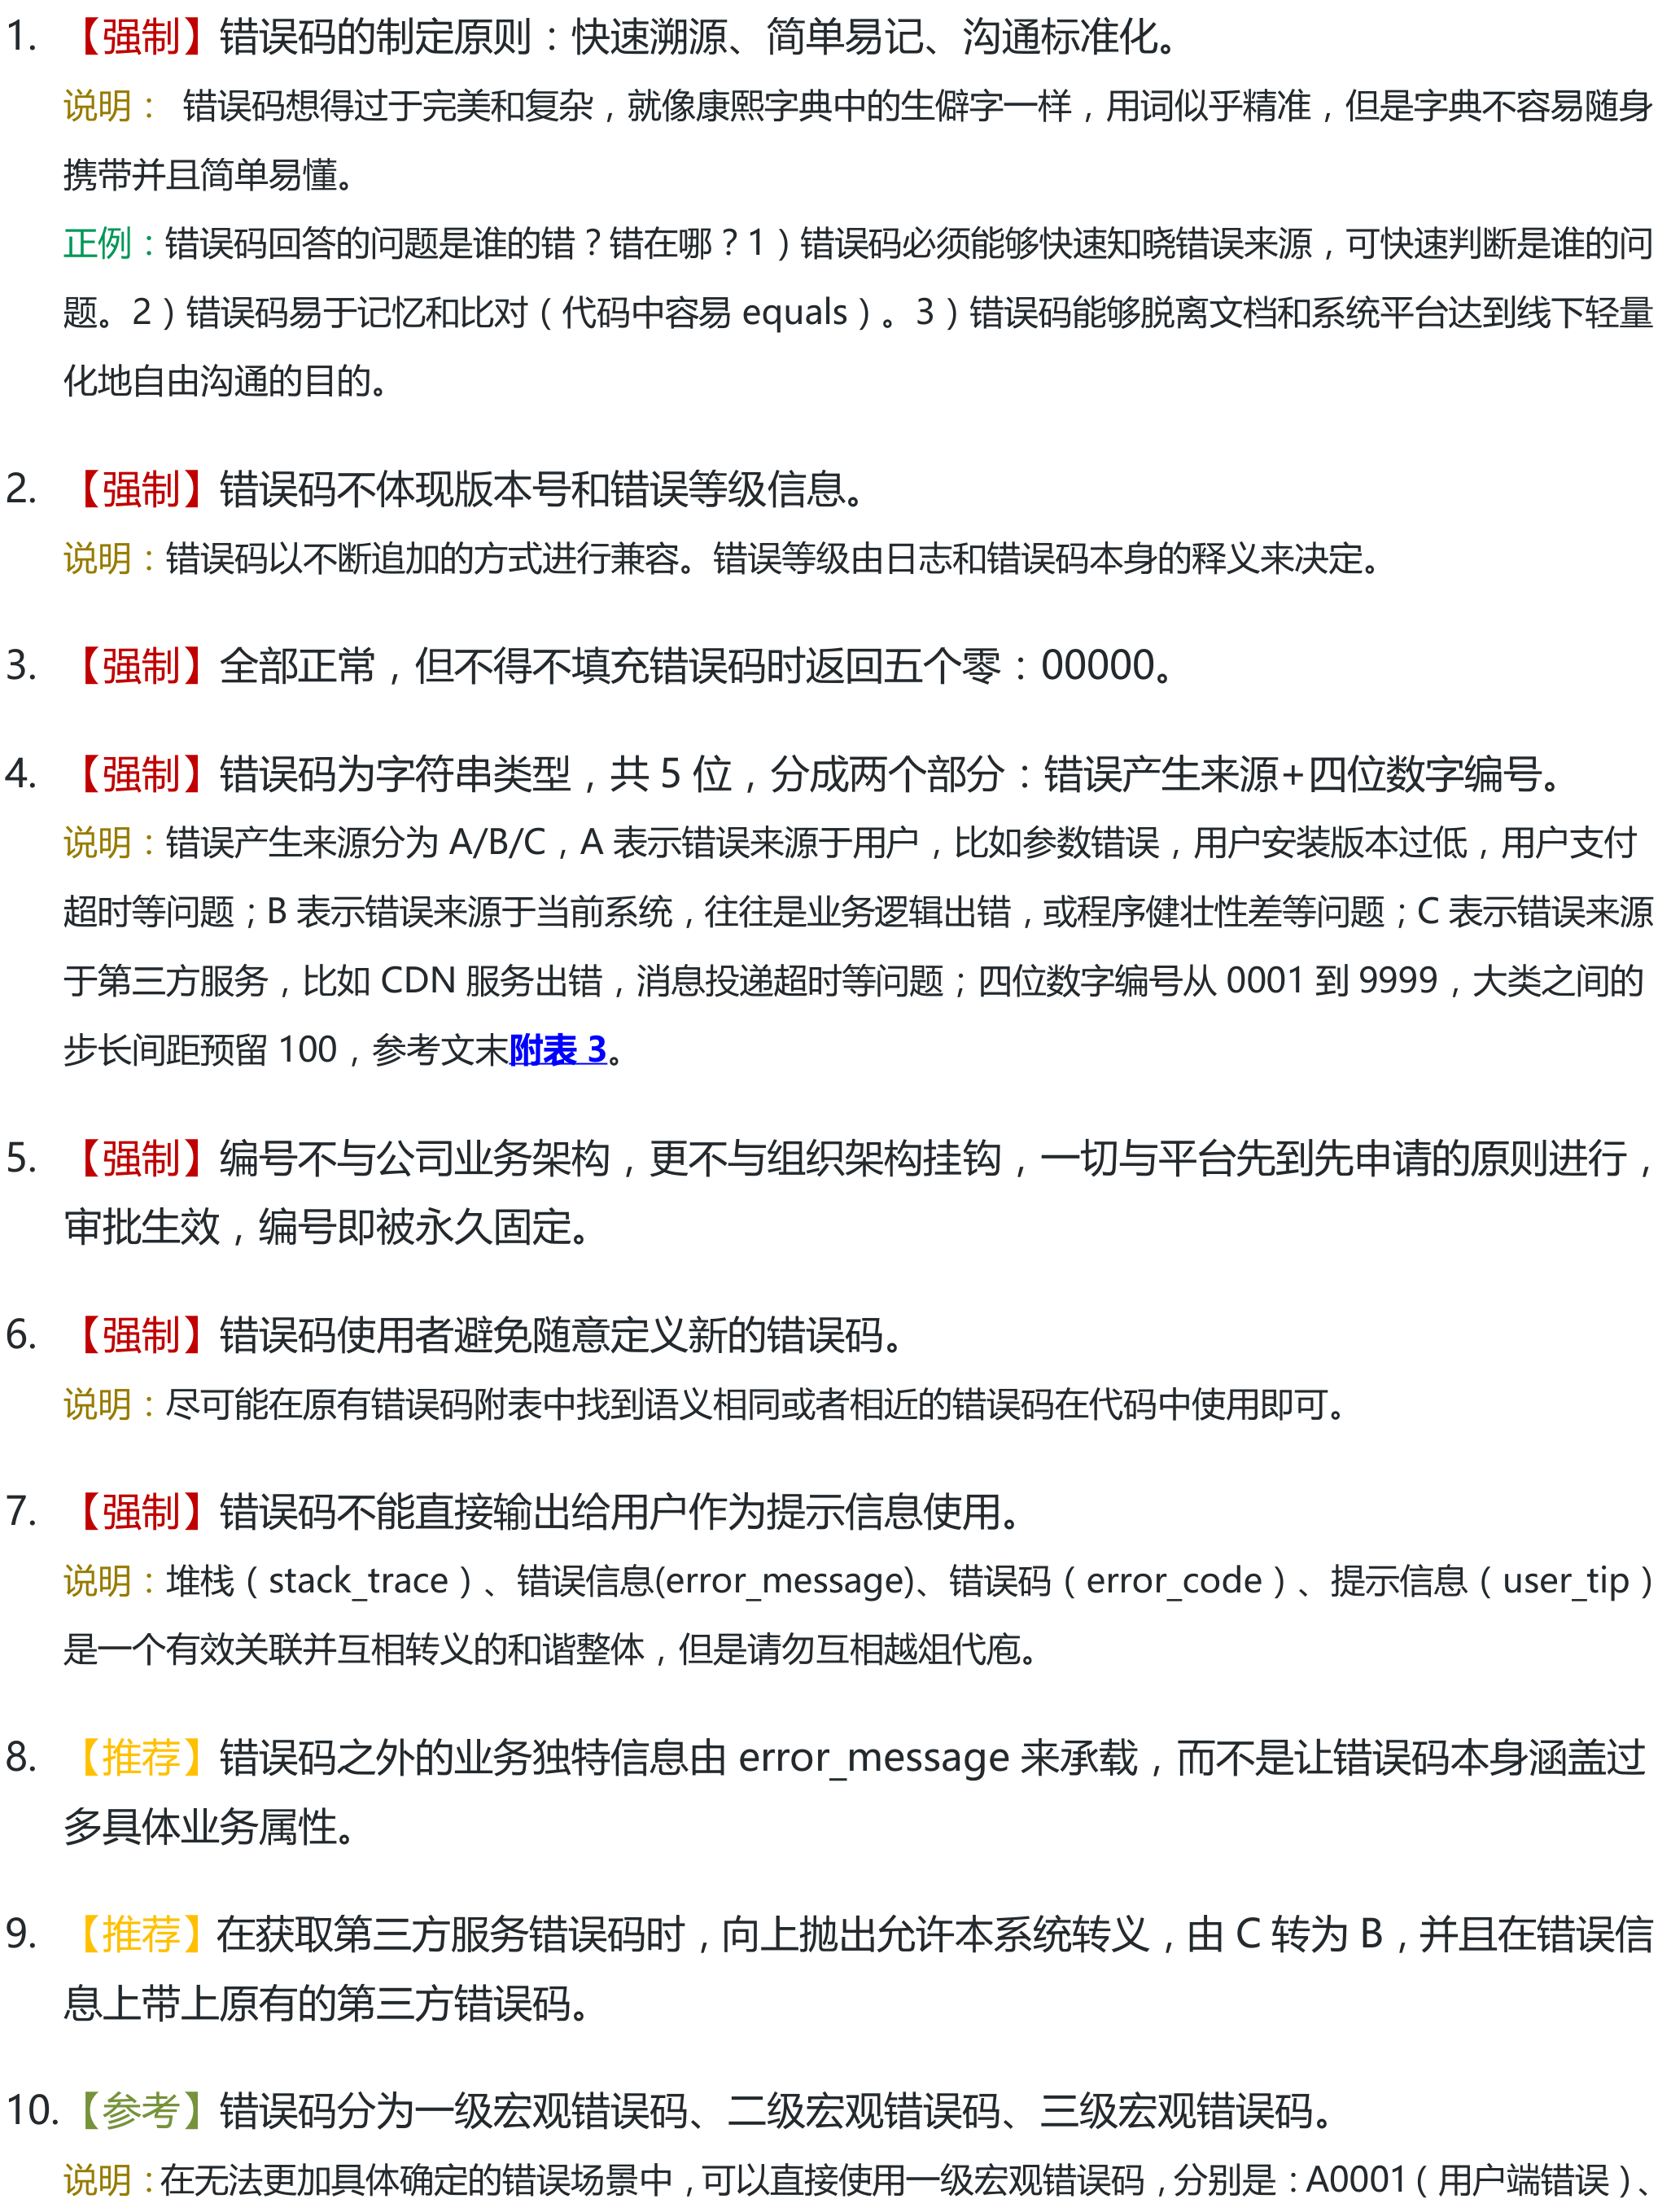 1. 【强制】错误码的制定原则：快速溯源、简单易记、沟通标准化。
说明： 错误码想得过于完美和复杂，就像康熙字典中的生僻字一样，用词似乎精准，但是字典不容易随身
携带并且简单易懂。
正例：错误码回答的问题是谁的错？错在哪？1）错误码必须能够快速知晓错误来源，可快速判断是谁的问
题。2）错误码易于记忆和比对（代码中容易 equals）。3）错误码能够脱离文档和系统平台达到线下轻量
化地自由沟通的目的。
2. 【强制】错误码不体现版本号和错误等级信息。
说明：错误码以不断追加的方式进行兼容。错误等级由日志和错误码本身的释义来决定。
3. 【强制】全部正常，但不得不填充错误码时返回五个零：00000。
4. 【强制】错误码为字符串类型，共 5 位，分成两个部分：错误产生来源+四位数字编号。
说明：错误产生来源分为 A/B/C，A 表示错误来源于用户，比如参数错误，用户安装版本过低，用户支付
超时等问题；B 表示错误来源于当前系统，往往是业务逻辑出错，或程序健壮性差等问题；C 表示错误来源
于第三方服务，比如 CDN 服务出错，消息投递超时等问题；四位数字编号从 0001 到 9999，大类之间的
步长间距预留 100，参考文末附表 3。
5. 【强制】编号不与公司业务架构，更不与组织架构挂钩，一切与平台先到先申请的原则进行，
审批生效，编号即被永久固定。
6. 【强制】错误码使用者避免随意定义新的错误码。
说明：尽可能在原有错误码附表中找到语义相同或者相近的错误码在代码中使用即可。
7. 【强制】错误码不能直接输出给用户作为提示信息使用。
说明：堆栈（stack_trace）、错误信息(error_message)、错误码（error_code）、提示信息（user_tip）
是一个有效关联并互相转义的和谐整体，但是请勿互相越俎代庖。
8. 【推荐】错误码之外的业务独特信息由 error_message 来承载，而不是让错误码本身涵盖过
多具体业务属性。
9. 【推荐】在获取第三方服务错误码时，向上抛出允许本系统转义，由 C 转为 B，并且在错误信
息上带上原有的第三方错误码。
10. 【参考】错误码分为一级宏观错误码、二级宏观错误码、三级宏观错误码。
说明：在无法更加具体确定的错误场景中，可以直接使用一级宏观错误码，分别是：A0001（用户端错误）、